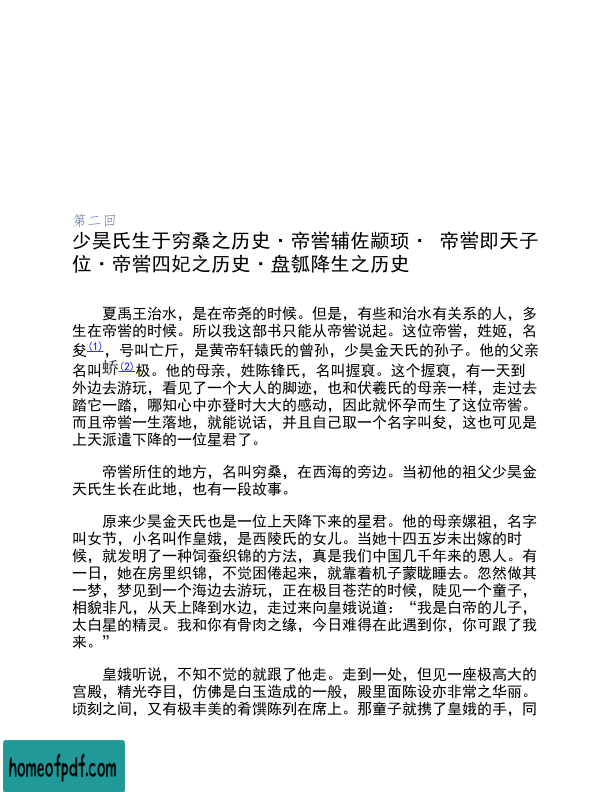 第二回
少昊氏生于穷桑之历史·帝喾辅佐颛顼· 帝喾即天子
位·帝喾四妃之历史·盘瓠降生之历史
夏禹王治水，是在帝尧的时候。但是，有些和治水有关系的人，多
生在帝喾的时候。所以我这部书只能从帝喾说起。这位帝喾，姓姬，名
夋(1)，号叫亡斤，是黄帝轩辕氏的曾孙，少昊金天氏的孙子。他的父亲
名叫蟜(2)极。他的母亲，姓陈锋氏，名叫握裒。这个握裒，有一天到
外边去游玩，看见了一个大人的脚迹，也和伏羲氏的母亲一样，走过去
踏它一踏，哪知心中亦登时大大的感动，因此就怀孕而生了这位帝喾。
而且帝喾一生落地，就能说话，并且自己取一个名字叫夋，这也可见是
上天派遣下降的一位星君了。
帝喾所住的地方，名叫穷桑，在西海的旁边。当初他的祖父少昊金
天氏生长在此地，也有一段故事。
原来少昊金天氏也是一位上天降下来的星君。他的母亲嫘祖，名字
叫女节，小名叫作皇娥，是西陵氏的女儿。当她十四五岁未出嫁的时
候，就发明了一种饲蚕织锦的方法，真是我们中国几千年来的恩人。有
一日，她在房里织锦，不觉困倦起来，就靠着机子蒙昽睡去。忽然做其
一梦，梦见到一个海边去游玩，正在极目苍茫的时候，陡见一个童子，
相貌非凡，从天上降到水边，走过来向皇娥说道：“我是白帝的儿子，
太白星的精灵。我和你有骨肉之缘，今日难得在此遇到你，你可跟了我
来。”
皇娥听说，不知不觉的就跟了他走。走到一处，但见一座极高大的
宫殿，精光夺目，仿佛是白玉造成的一般，殿里面陈设亦非常之华丽。
顷刻之间，又有极丰美的肴馔陈列在席上。那童子就携了皇娥的手，同
homeofpdf.com